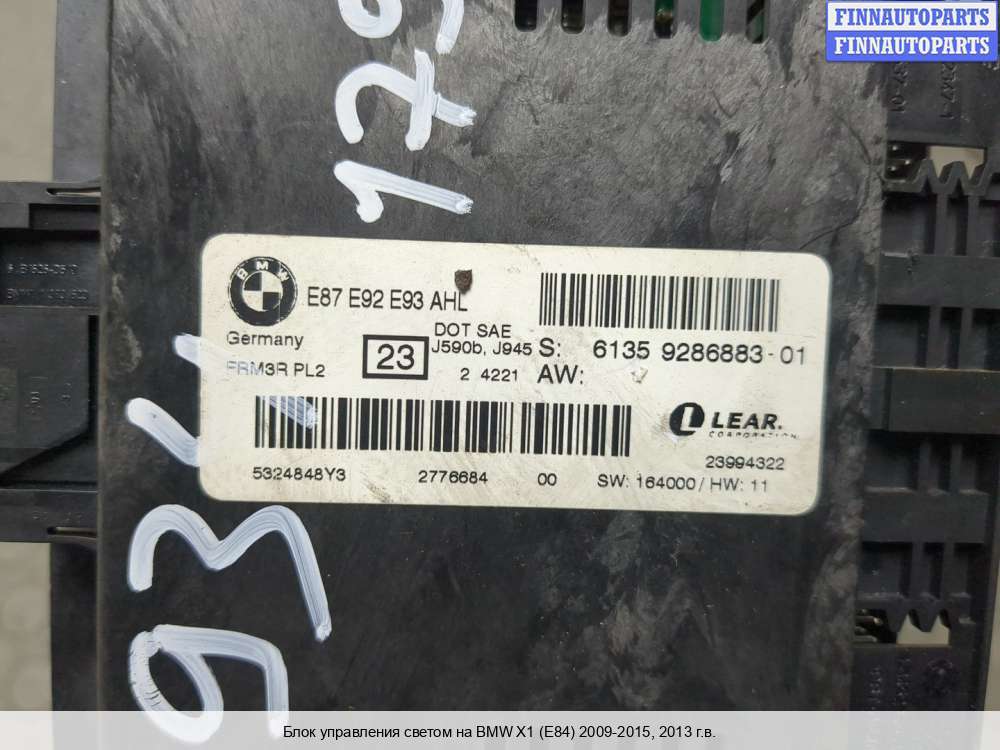 FINNAUTOPARTS
FINNAUTOPARTS
179
BMW
E87 E92 E93 AHL
Germany
FRM3R PL2
23
DOT SAE
J590b, J945
2 4221
S: 6135 9286883-01
AW:
LEAR.
CORPORATION
23994322
5324848Y3 2776684 00 SW: 164000 / HW: 11
93
Блок управления светом на BMW X1 (E84) 2009-2015, 2013 г.в.